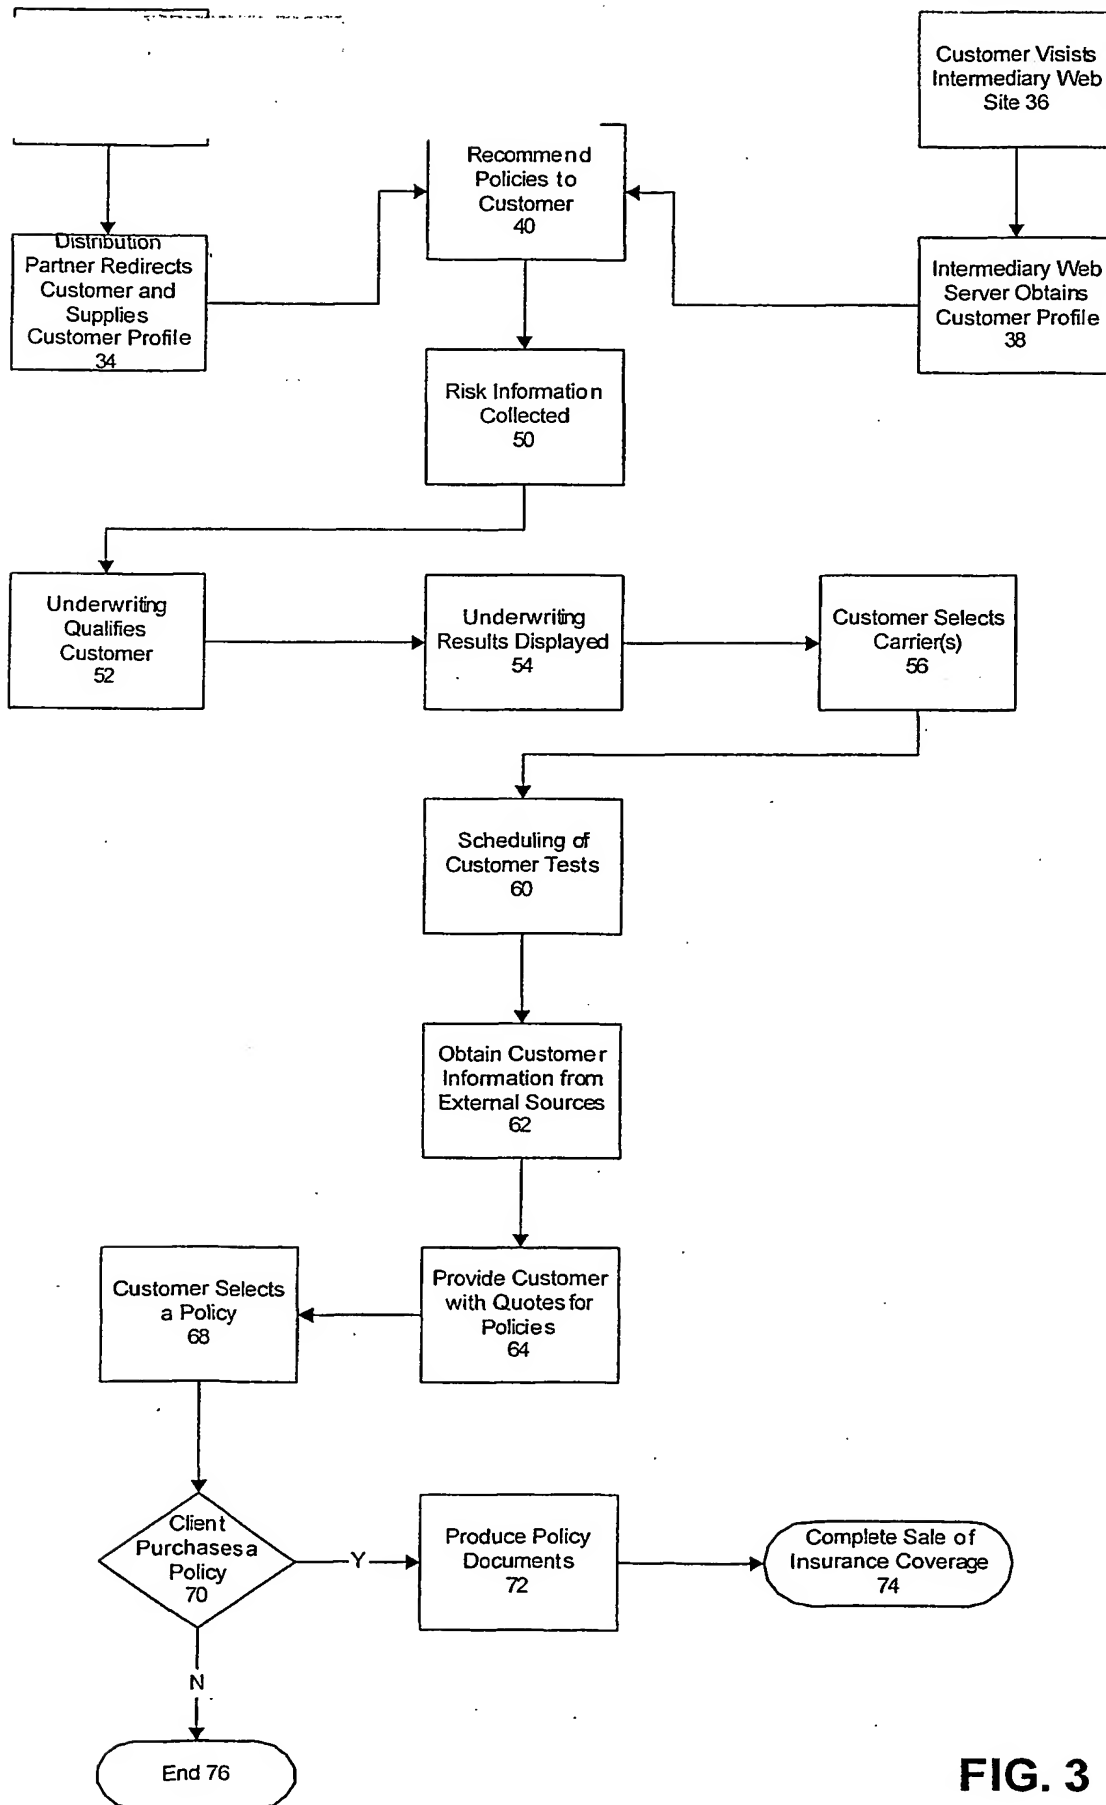 Customer Visists
Intermediary Web
Site 36
Recommend
Policies to
Customer
40
Distribution
Partner Redirects
Customer and
Supplies
Customer Profile
34
Intermediary Web
Server Obtains
Customer Profile
38
Risk Information
Collected
50
Underwriting
Qualifies
Customer
52
Underwriting
Results Displayed
54
Customer Selects
Carrier(s)
56
Scheduling of
Customer Tests
60
Obtain Customer
Information from
External Sources
62
Customer Selects
a Policy
68
Provide Customer
with Quotes for
Policies
64
Client
Purchases a
Policy
70
Y
Produce Policy
Documents
72
Complete Sale of
Insurance Coverage
74
N
End 76
FIG. 3